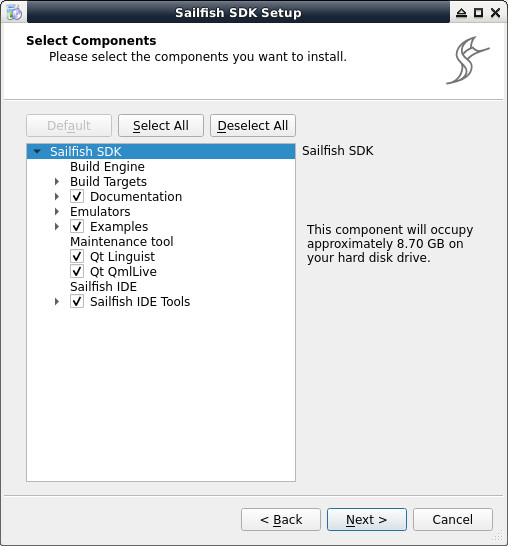 Sailfish SDK Setup
Select Components
Please select the components you want to install.
Default
Select All
Deselect All
Sailfish SDK
Build Engine
Build Targets
Documentation
Emulators
Examples
Maintenance tool
Qt Linguist
Qt QmlLive
Sailfish IDE
Sailfish IDE Tools
Sailfish SDK
This component will occupy
approximately 8.70 GB on
your hard disk drive.
< Back
Next >
Cancel